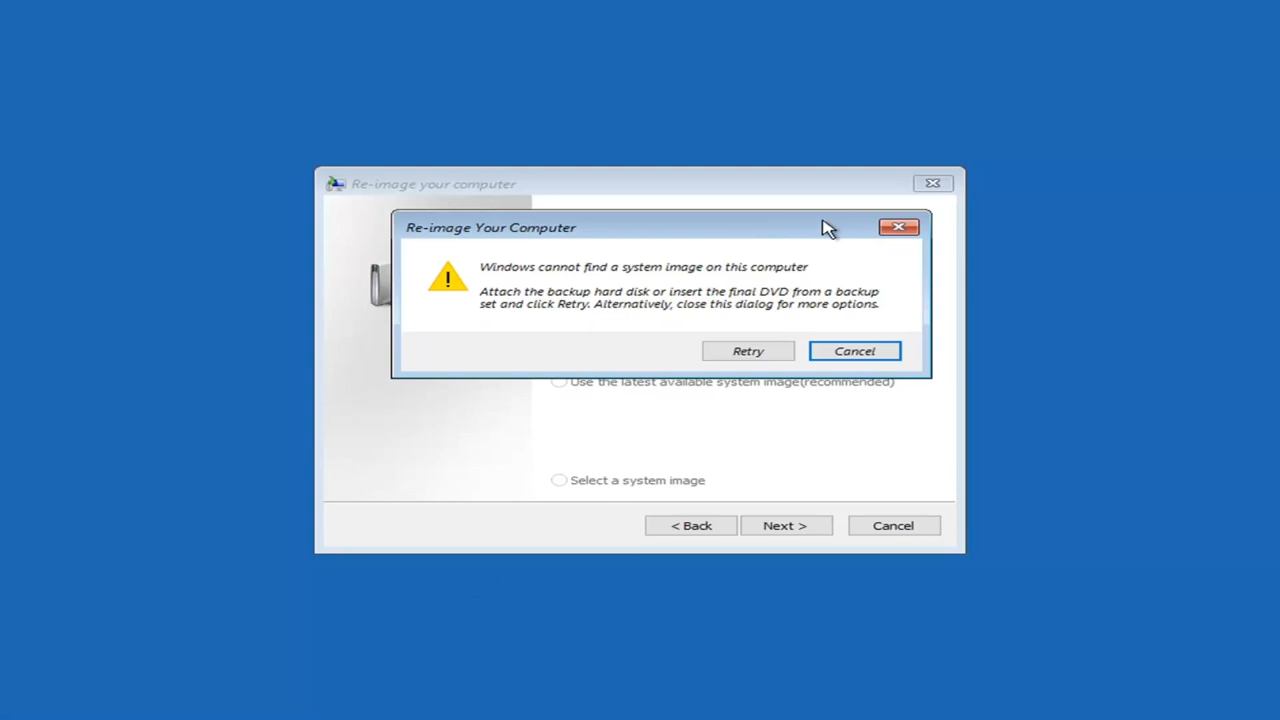 Re-image your computer
Re-image Your Computer
Windows cannot find a system image on this computer
Attach the backup hard disk or insert the final DVD from a backup
set and click Retry. Alternatively, close this dialog for more options.
Retry
Cancel
Use the latest available system image(recommended)
Select a system image
< Back
Next >
Cancel